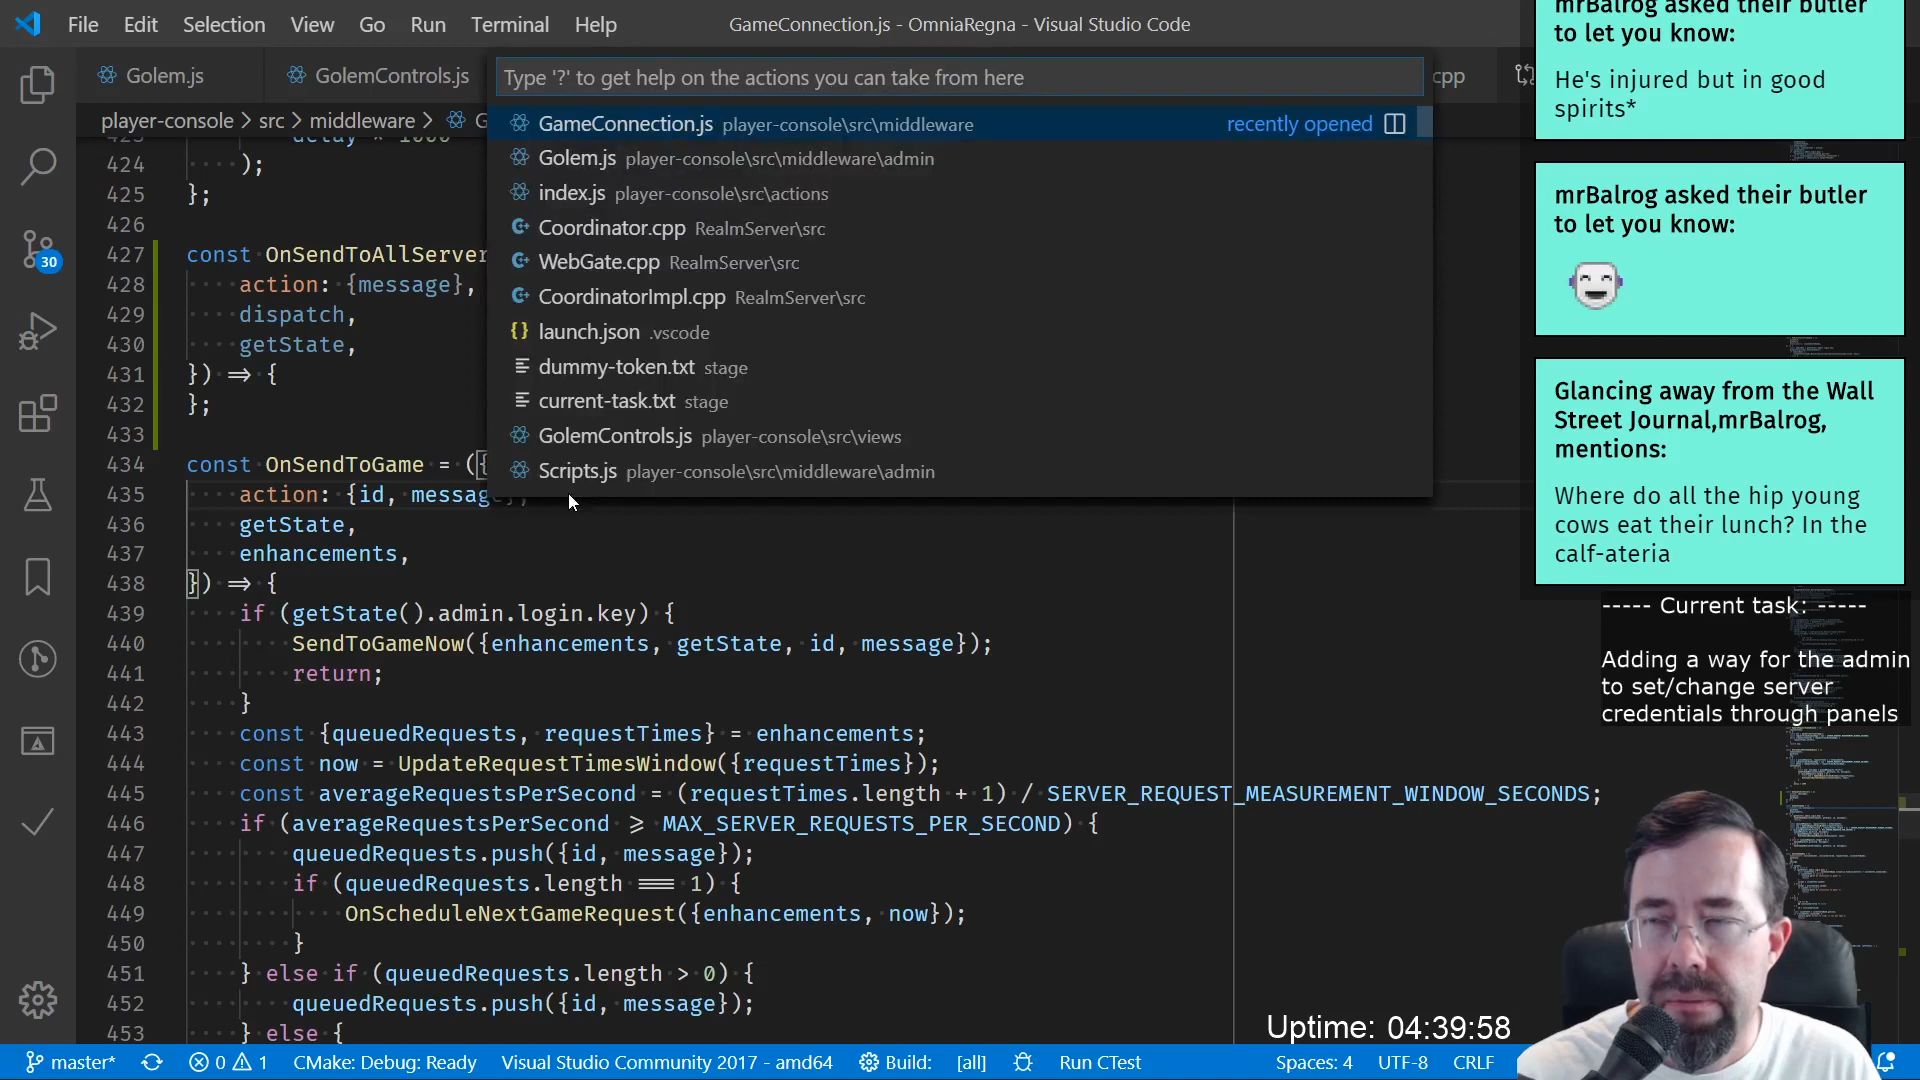 File Edit Selection View Go Run Terminal Help
GameConnection.js - OmniaRegna - Visual Studio Code
Golem.js
GolemControls.js
cpp
player-console > src > middleware > G
Type '?' to get help on the actions you can take from here
GameConnection.js player-console\src\middleware recently opened
Golem.js player-console\src\middleware\admin
index.js player-console\src\actions
Coordinator.cpp RealmServer\src
WebGate.cpp RealmServer\src
CoordinatorImpl.cpp RealmServer\src
launch.json .vscode
dummy-token.txt stage
current-task.txt stage
GolemControls.js player-console\src\views
Scripts.js player-console\src\middleware\admin
423 delay * 1000
424 );
425 };
426
427 const OnSendToAllServer
428 action: {message},
429 dispatch,
430 getState,
431 }) => {
432 };
433
434 const OnSendToGame = ({
435 action: {id, message},
436 getState,
437 enhancements,
438 }) => {
439 if (getState().admin.login.key) {
440 SendToGameNow({enhancements, getState, id, message});
441 return;
442 }
443 const {queuedRequests, requestTimes} = enhancements;
444 const now = UpdateRequestTimesWindow({requestTimes});
445 const averageRequestsPerSecond = (requestTimes.length + 1) / SERVER_REQUEST_MEASUREMENT_WINDOW_SECONDS;
446 if (averageRequestsPerSecond >= MAX_SERVER_REQUESTS_PER_SECOND) {
447 queuedRequests.push({id, message});
448 if (queuedRequests.length === 1) {
449 OnScheduleNextGameRequest({enhancements, now});
450 }
451 } else if (queuedRequests.length > 0) {
452 queuedRequests.push({id, message});
453 } else {
30
mrBalrog asked their butler
to let you know:
He's injured but in good
spirits*
mrBalrog asked their butler
to let you know:
Glancing away from the Wall
Street Journal,mrBalrog,
mentions:
Where do all the hip young
cows eat their lunch? In the
calf-ateria
----- Current task: -----
Adding a way for the admin
to set/change server
credentials through panels
Uptime: 04:39:58
master* 0 1 CMake: Debug: Ready Visual Studio Community 2017 - amd64 Build: [all] Run CTest Spaces: 4 UTF-8 CRLF